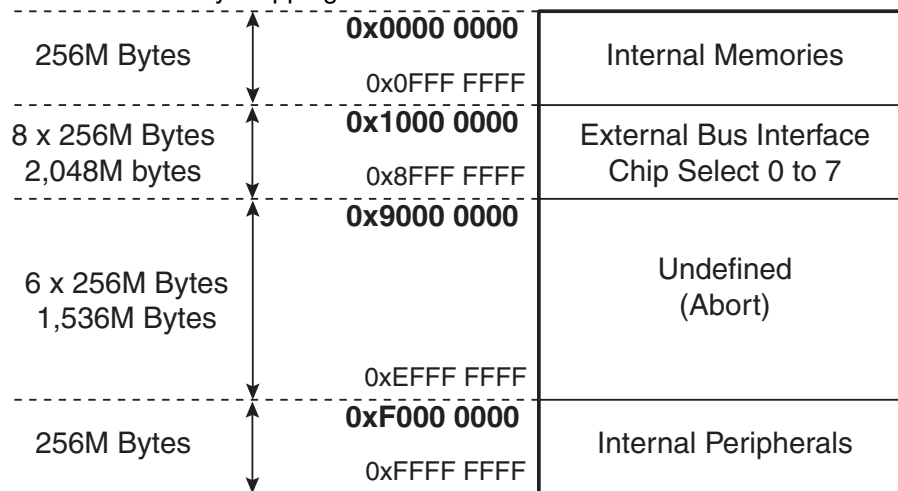 256M Bytes
0x0000 0000
0x0FFF FFFF
Internal Memories
8 x 256M Bytes
2,048M bytes
0x1000 0000
0x8FFF FFFF
External Bus Interface
Chip Select 0 to 7
6 x 256M Bytes
1,536M Bytes
0x9000 0000
0xEFFF FFFF
Undefined
(Abort)
256M Bytes
0xF000 0000
0xFFFF FFFF
Internal Peripherals